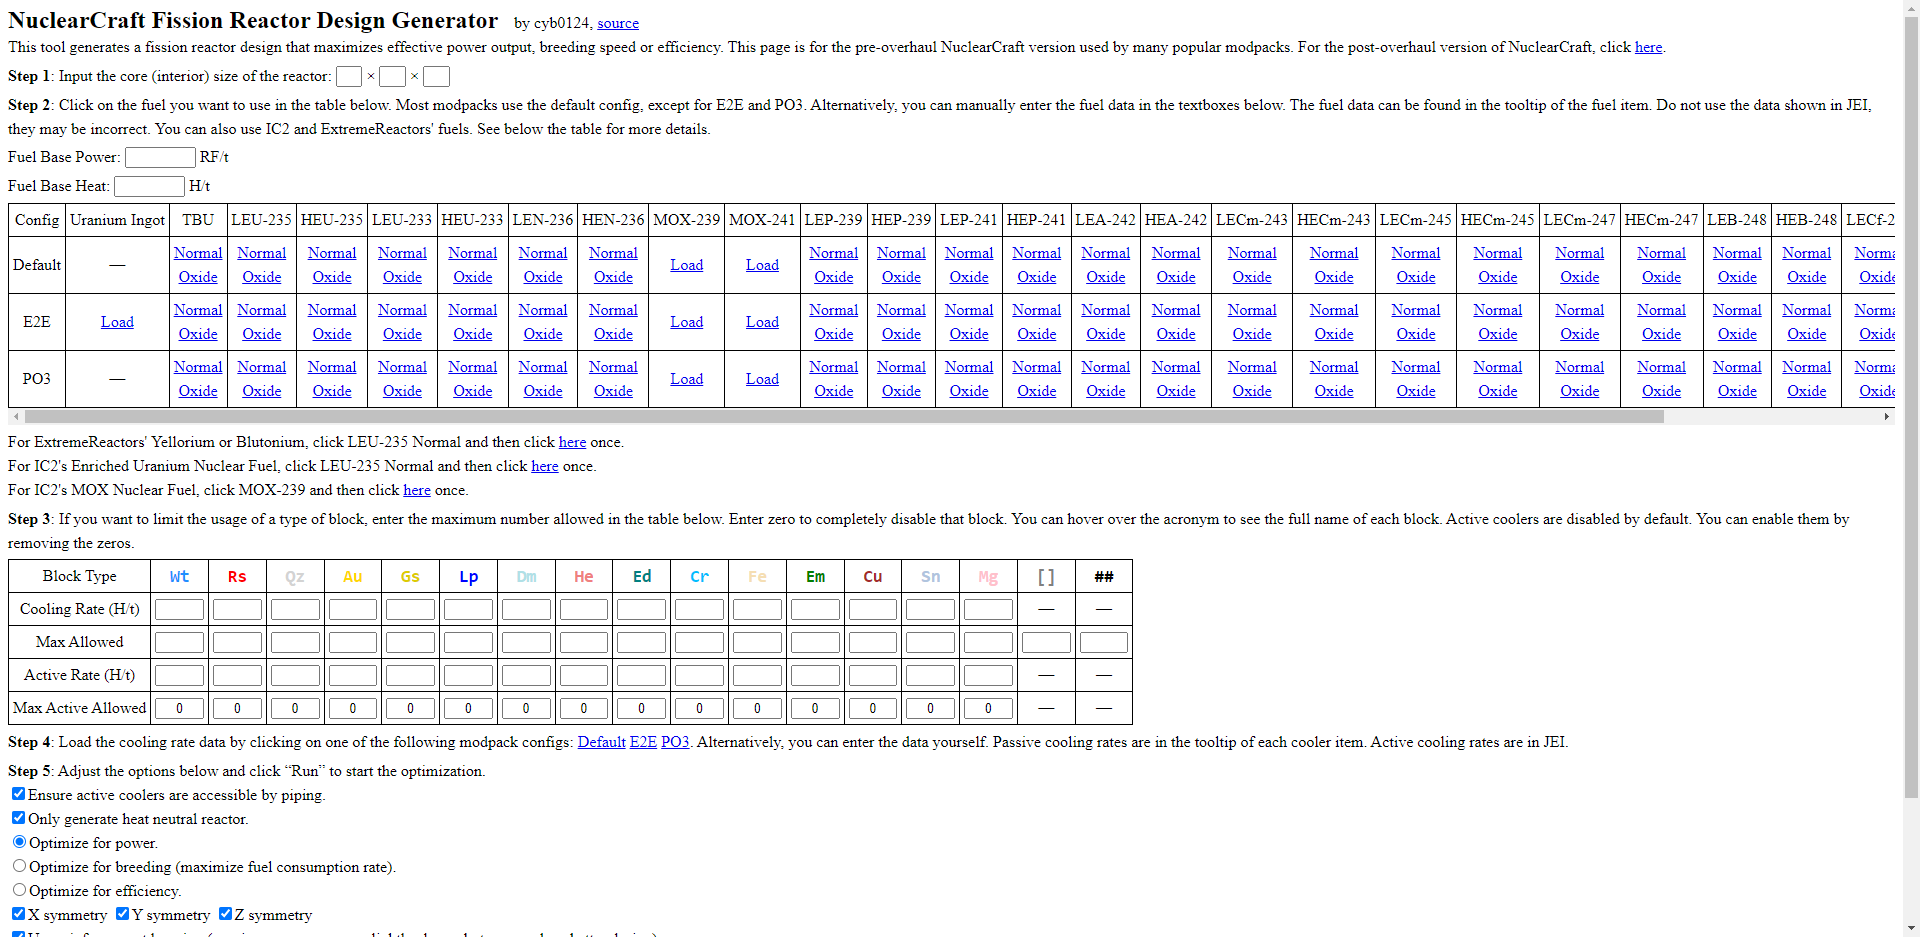 NuclearCraft Fission Reactor Design Generator by cyb0124, source
This tool generates a fission reactor design that maximizes effective power output, breeding speed or efficiency. This page is for the pre-overhaul NuclearCraft version used by many popular modpacks. For the post-overhaul version of NuclearCraft, click here.
Step 1: Input the core (interior) size of the reactor: × ×
Step 2: Click on the fuel you want to use in the table below. Most modpacks use the default config, except for E2E and PO3. Alternatively, you can manually enter the fuel data in the textboxes below. The fuel data can be found in the tooltip of the fuel item. Do not use the data shown in JEI,
they may be incorrect. You can also use IC2 and ExtremeReactors' fuels. See below the table for more details.
Fuel Base Power: RF/t
Fuel Base Heat: H/t
Config Uranium Ingot TBU LEU-235 HEU-235 LEU-233 HEU-233 LEN-236 HEN-236 MOX-239 MOX-241 LEP-239 HEP-239 LEP-241 HEP-241 LEA-242 HEA-242 LECm-243 HECm-243 LECm-245 HECm-245 LECm-247 HECm-247 LEB-248 HEB-248 LECf-2
Normal Normal Normal Normal Normal Normal Normal Normal Normal Normal Normal Normal Normal Normal Normal Normal Normal Normal Normal Normal Norma
Default — Load Load
Oxide Oxide Oxide Oxide Oxide Oxide Oxide Oxide Oxide Oxide Oxide Oxide Oxide Oxide Oxide Oxide Oxide Oxide Oxide Oxide Oxide
Normal Normal Normal Normal Normal Normal Normal Normal Normal Normal Normal Normal Normal Normal Normal Normal Normal Normal Normal Normal Norma
E2E Load Load Load
Oxide Oxide Oxide Oxide Oxide Oxide Oxide Oxide Oxide Oxide Oxide Oxide Oxide Oxide Oxide Oxide Oxide Oxide Oxide Oxide Oxide
Normal Normal Normal Normal Normal Normal Normal Normal Normal Normal Normal Normal Normal Normal Normal Normal Normal Normal Normal Normal Norma
PO3 — Load Load
Oxide Oxide Oxide Oxide Oxide Oxide Oxide Oxide Oxide Oxide Oxide Oxide Oxide Oxide Oxide Oxide Oxide Oxide Oxide Oxide Oxide
For ExtremeReactors' Yellorium or Blutonium, click LEU-235 Normal and then click here once.
For IC2's Enriched Uranium Nuclear Fuel, click LEU-235 Normal and then click here once.
For IC2's MOX Nuclear Fuel, click MOX-239 and then click here once.
Step 3: If you want to limit the usage of a type of block, enter the maximum number allowed in the table below. Enter zero to completely disable that block. You can hover over the acronym to see the full name of each block. Active coolers are disabled by default. You can enable them by
removing the zeros.
Block Type Wt Rs Qz Au Gs Lp Dm He Ed Cr Fe Em Cu Sn Mg [] ##
Cooling Rate (H/t) — —
Max Allowed
Active Rate (H/t) — —
Max Active Allowed 0 0 0 0 0 0 0 0 0 0 0 0 0 0 0 — —
Step 4: Load the cooling rate data by clicking on one of the following modpack configs: Default E2E PO3. Alternatively, you can enter the data yourself. Passive cooling rates are in the tooltip of each cooler item. Active cooling rates are in JEI.
Step 5: Adjust the options below and click “Run” to start the optimization.
Ensure active coolers are accessible by piping.
Only generate heat neutral reactor.
Optimize for power.
Optimize for breeding (maximize fuel consumption rate).
Optimize for efficiency.
X symmetry Y symmetry Z symmetry